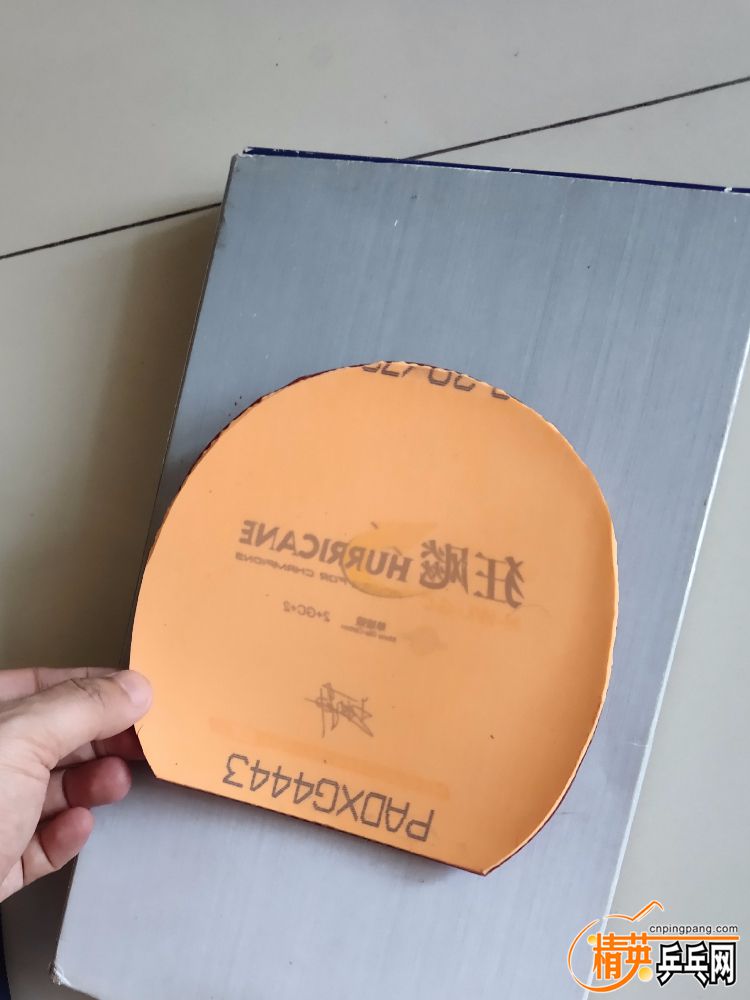 狂飚 HURRICANE
FOR CHAMPIONS
2+GC+2
PADXG4443
cnpingpang.com
精英乒乓网